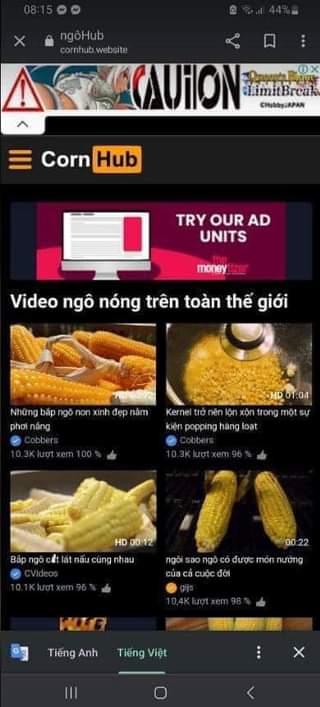 08:15
44%
ngôHub
cornhub.website
CAUTION
Queen's Blade
LimitBreak
©HobbyJAPAN
Corn Hub
TRY OUR AD
UNITS
the
moneytizer
Video ngô nóng trên toàn thế giới
HD
HD 01:04
Những bắp ngô non xinh đẹp nằm
phơi nắng
Cobbers
10.3K lượt xem 100 %
Kernel trở nên lộn xộn trong một sự
kiện popping hàng loạt
Cobbers
10.3K lượt xem 96 %
HD 00:12
00:22
Bắp ngô cắt lát nấu cùng nhau
CVideos
10.1K lượt xem 96 %
ngôi sao ngô có được món nướng
của cả cuộc đời
gijs
10,4K lượt xem 98 %
Tiếng Anh
Tiếng Việt